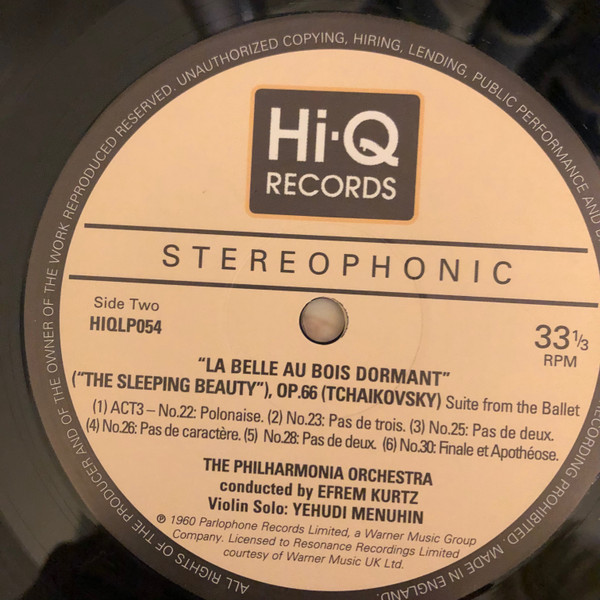 Hi-Q
RECORDS
STEREOPHONIC
Side Two
HIQLP054
33 1/3
RPM
"LA BELLE AU BOIS DORMANT"
("THE SLEEPING BEAUTY"), OP.66 (TCHAIKOVSKY) Suite from the Ballet
(1) ACT3 – No.22: Polonaise. (2) No.23: Pas de trois. (3) No.25: Pas de deux.
(4) No.26: Pas de caractère. (5) No.28: Pas de deux. (6) No.30: Finale et Apothéose.
THE PHILHARMONIA ORCHESTRA
conducted by EFREM KURTZ
Violin Solo: YEHUDI MENUHIN
℗ 1960 Parlophone Records Limited, a Warner Music Group
Company. Licensed to Resonance Recordings Limited
courtesy of Warner Music UK Ltd.
ALL RIGHTS OF THE PRODUCER AND OF THE OWNER OF THE WORK REPRODUCED RESERVED. UNAUTHORIZED COPYING, HIRING, LENDING, PUBLIC PERFORMANCE AND B
RECORDING PROHIBITED. MADE IN ENGLAND.